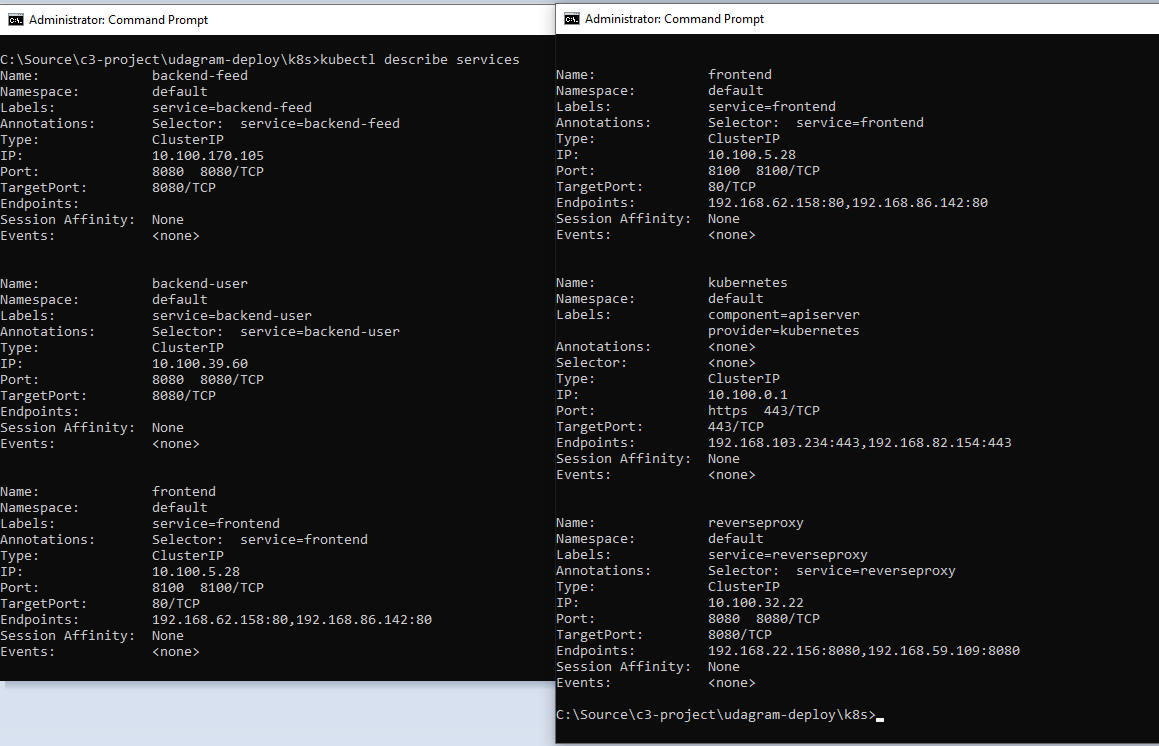 Administrator: Command Prompt
C:\Source\c3-project\udagram-deploy\k8s>kubectl describe services
Name: backend-feed
Namespace: default
Labels: service=backend-feed
Annotations: Selector: service=backend-feed
Type: ClusterIP
IP: 10.100.170.105
Port: 8080 8080/TCP
TargetPort: 8080/TCP
Endpoints:
Session Affinity: None
Events: <none>
Name: backend-user
Namespace: default
Labels: service=backend-user
Annotations: Selector: service=backend-user
Type: ClusterIP
IP: 10.100.39.60
Port: 8080 8080/TCP
TargetPort: 8080/TCP
Endpoints:
Session Affinity: None
Events: <none>
Name: frontend
Namespace: default
Labels: service=frontend
Annotations: Selector: service=frontend
Type: ClusterIP
IP: 10.100.5.28
Port: 8100 8100/TCP
TargetPort: 80/TCP
Endpoints: 192.168.62.158:80,192.168.86.142:80
Session Affinity: None
Events: <none>
Administrator: Command Prompt
Name: frontend
Namespace: default
Labels: service=frontend
Annotations: Selector: service=frontend
Type: ClusterIP
IP: 10.100.5.28
Port: 8100 8100/TCP
TargetPort: 80/TCP
Endpoints: 192.168.62.158:80,192.168.86.142:80
Session Affinity: None
Events: <none>
Name: kubernetes
Namespace: default
Labels: component=apiserver
provider=kubernetes
Annotations: <none>
Selector: <none>
Type: ClusterIP
IP: 10.100.0.1
Port: https 443/TCP
TargetPort: 443/TCP
Endpoints: 192.168.103.234:443,192.168.82.154:443
Session Affinity: None
Events: <none>
Name: reverseproxy
Namespace: default
Labels: service=reverseproxy
Annotations: Selector: service=reverseproxy
Type: ClusterIP
IP: 10.100.32.22
Port: 8080 8080/TCP
TargetPort: 8080/TCP
Endpoints: 192.168.22.156:8080,192.168.59.109:8080
Session Affinity: None
Events: <none>
C:\Source\c3-project\udagram-deploy\k8s>